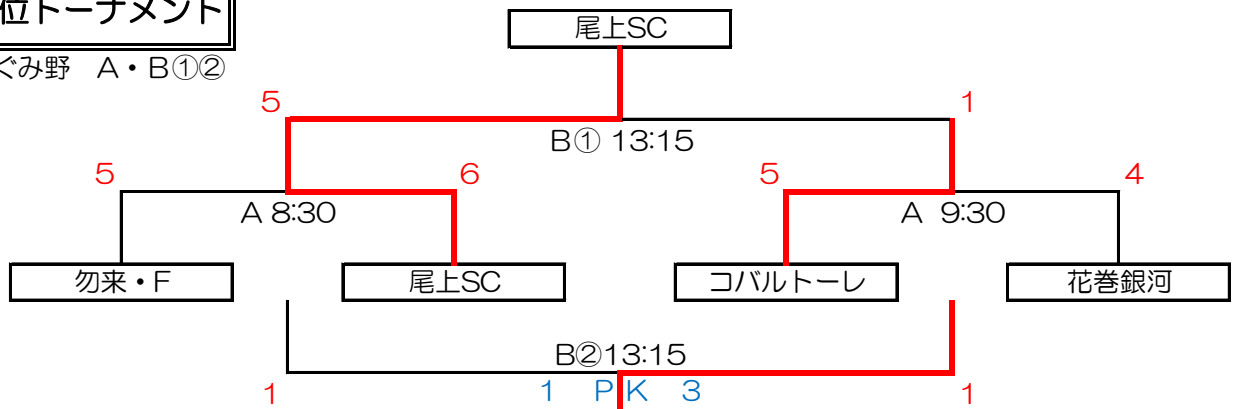 位トーナメント
尾上SC
ぐみ野 A・B①②
5 1
B① 13:15
5 6 5 4
A 8:30 A 9:30
勿来・F 尾上SC コバルトーレ 花巻銀河
B②13:15
1 1 PK 3 1